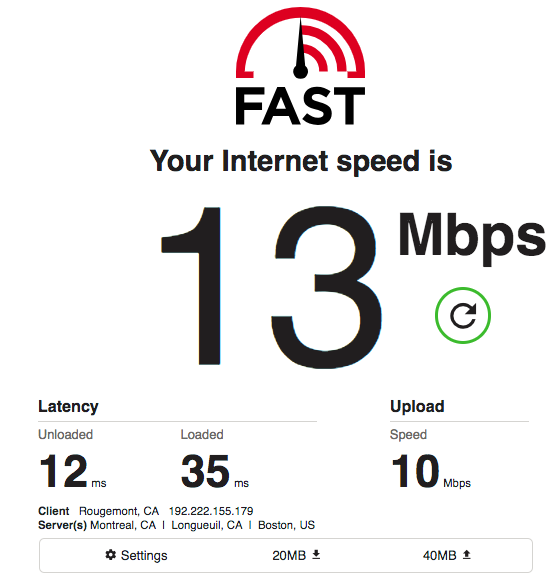 FAST
Your Internet speed is
13 Mbps
Latency
Upload
Unloaded Loaded
Speed
12 ms 35 ms
10 Mbps
Client Rougemont, CA 192.222.155.179
Server(s) Montreal, CA | Longueuil, CA | Boston, US
Settings 20MB 40MB